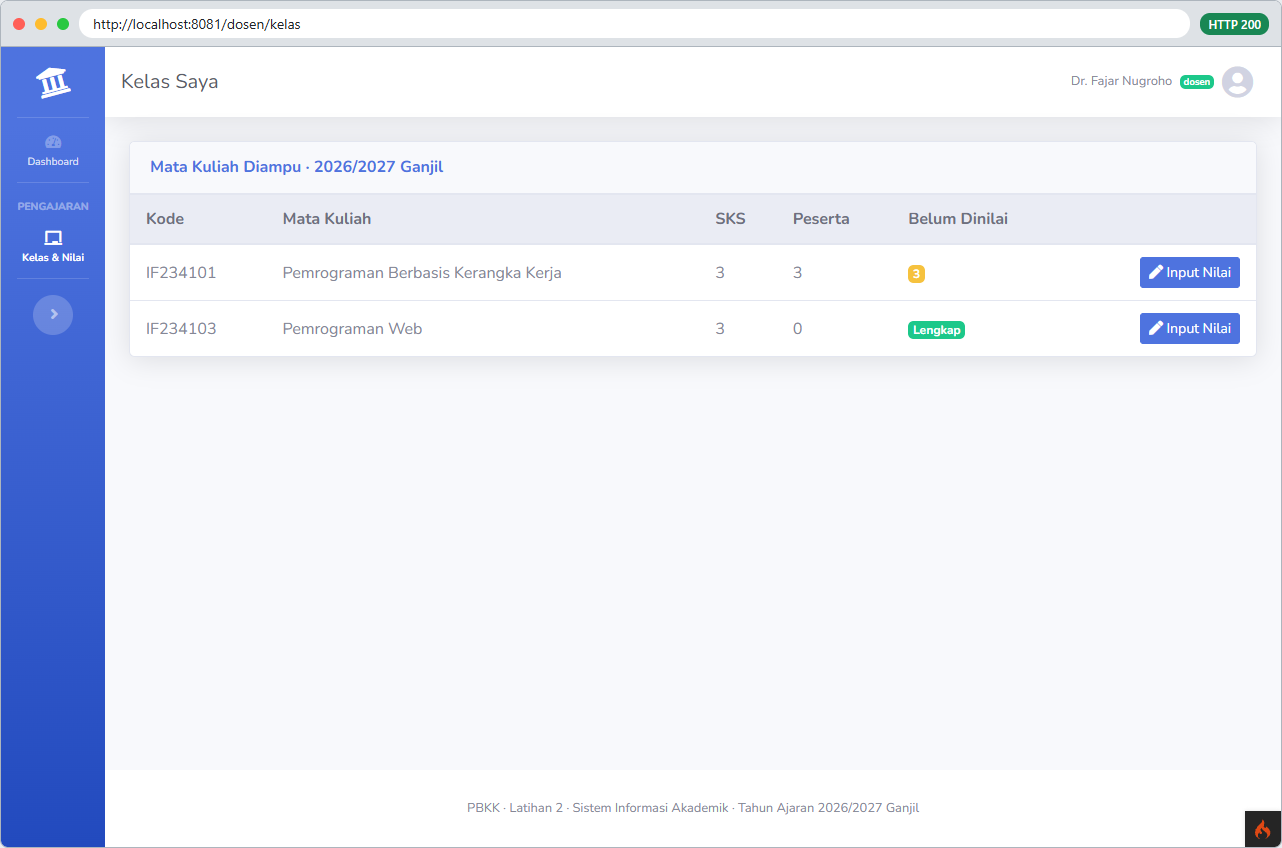 http://localhost:8081/dosen/kelas
HTTP 200
Kelas Saya
Dr. Fajar Nugroho dosen
Dashboard
PENGAJARAN
Kelas & Nilai
Mata Kuliah Diampu · 2026/2027 Ganjil
Kode Mata Kuliah SKS Peserta Belum Dinilai
IF234101 Pemrograman Berbasis Kerangka Kerja 3 3 3 Input Nilai
IF234103 Pemrograman Web 3 0 Lengkap Input Nilai
PBKK · Latihan 2 · Sistem Informasi Akademik · Tahun Ajaran 2026/2027 Ganjil